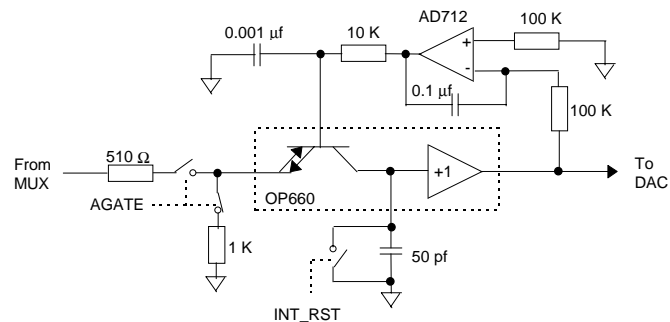 AD712
0.001 µf
10 K
100 K
+
-
0.1 µf
100 K
From
MUX
510 Ω
+1
To
DAC
OP660
AGATE
1 K
50 pf
INT_RST